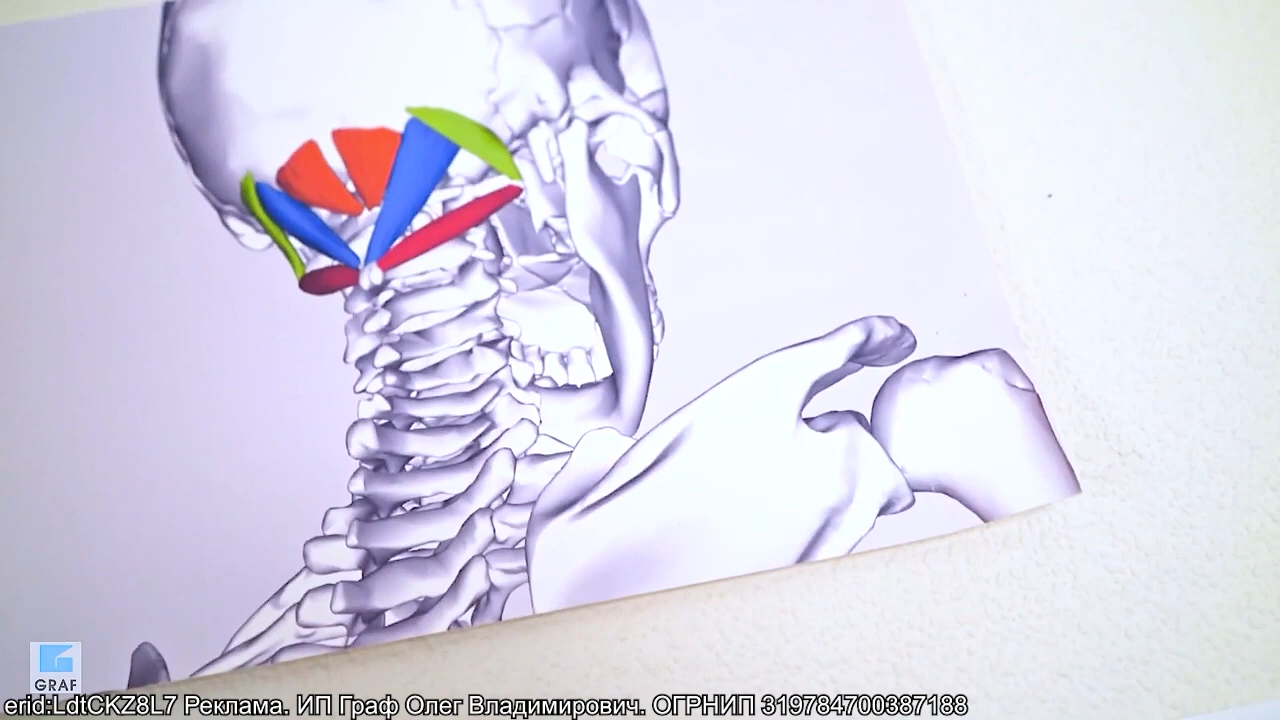 GRAF
erid:LdtCKZ8L7 Реклама. ИП Граф Олег Владимирович. ОГРНИП 319784700387188